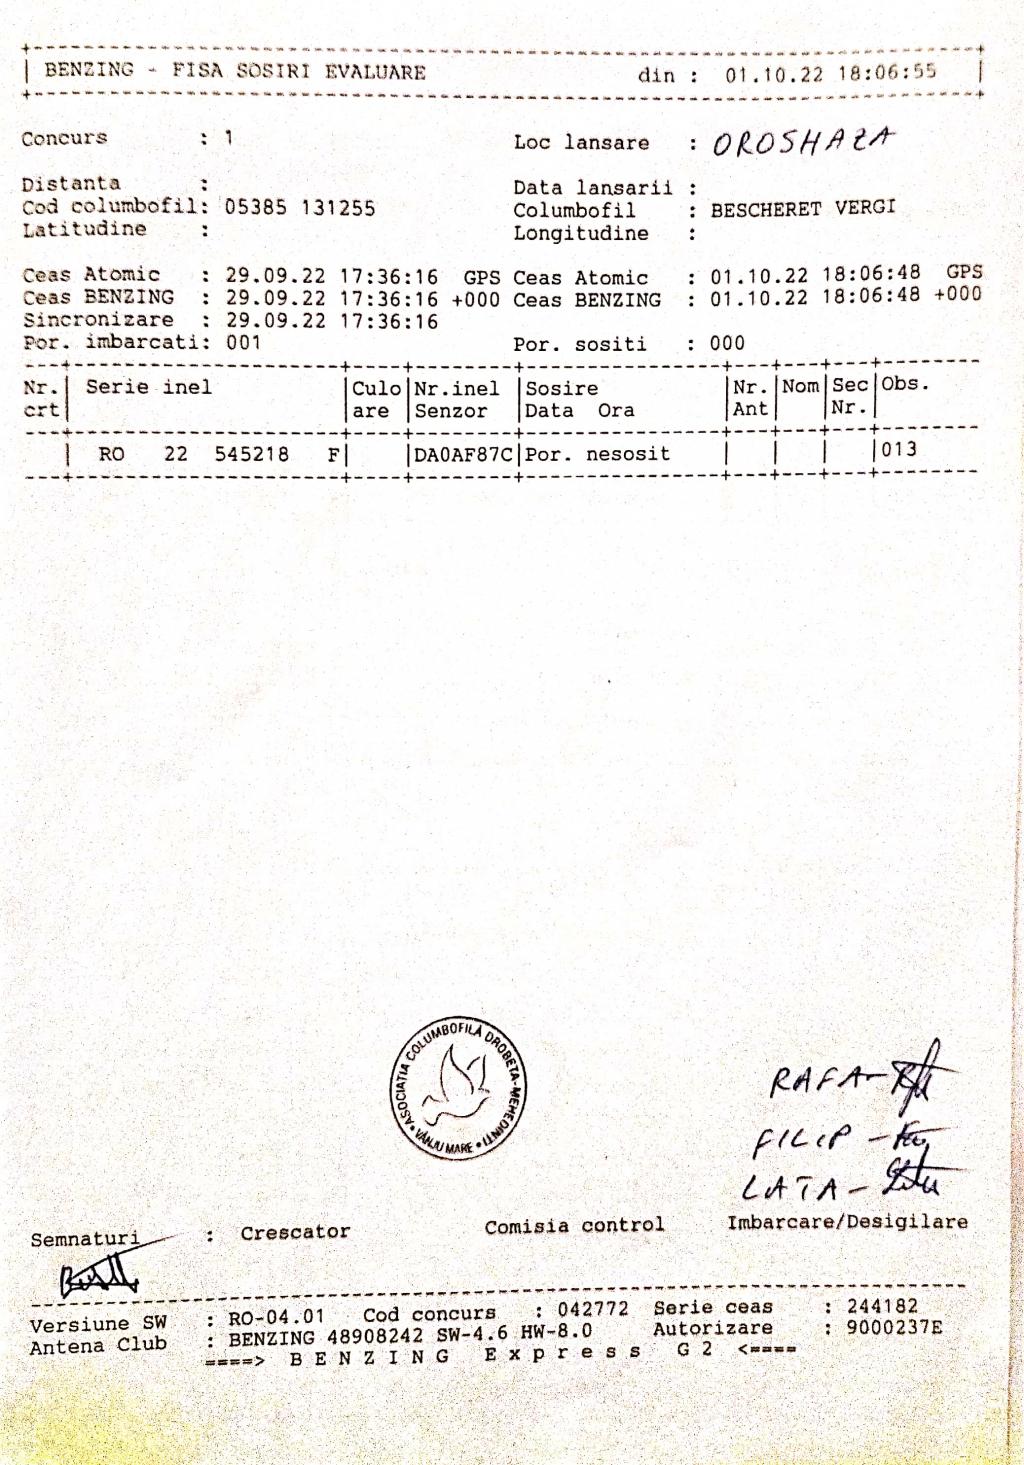 BENZING - FISA SOSIRI EVALUARE din : 01.10.22 18:06:55
Concurs : 1 Loc lansare : OROSHAZA
Distanta : Data lansarii :
Cod columbofil: 05385 131255 Columbofil : BESCHERET VERGI
Latitudine : Longitudine :
Ceas Atomic : 29.09.22 17:36:16 GPS Ceas Atomic : 01.10.22 18:06:48 GPS
Ceas BENZING : 29.09.22 17:36:16 +000 Ceas BENZING : 01.10.22 18:06:48 +000
Sincronizare : 29.09.22 17:36:16
Por. imbarcati: 001 Por. sositi : 000
Nr. Serie inel Culo Nr.inel Sosire Nr. Nom Sec Obs.
crt are Senzor Data Ora Ant Nr.
RO 22 545218 F DA0AF87C Por. nesosit 013
ASOCIATIA COLUMBOFILĂ DROBETA-MEHEDINTI
VÂNJU MARE
RAFA-
FILIP -
LATA -
Semnaturi : Crescator Comisia control Imbarcare/Desigilare
Versiune SW : RO-04.01 Cod concurs : 042772 Serie ceas : 244182
Antena Club : BENZING 48908242 SW-4.6 HW-8.0 Autorizare : 9000237E
====> B E N Z I N G E x p r e s s G 2 <====